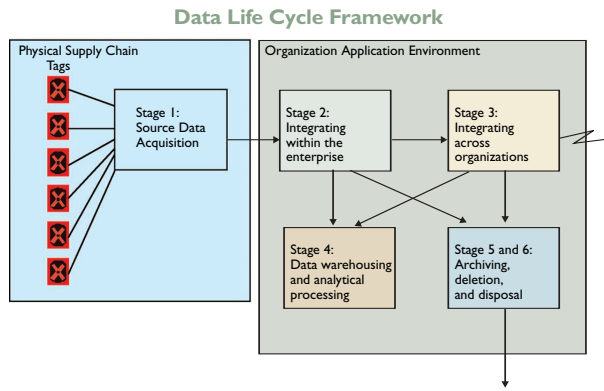 Data Life Cycle Framework
Physical Supply Chain
Tags
Stage 1:
Source Data
Acquisition
Organization Application Environment
Stage 2:
Integrating
within the
enterprise
Stage 3:
Integrating
across
organizations
Stage 4:
Data warehousing
and analytical
processing
Stage 5 and 6:
Archiving,
deletion,
and disposal